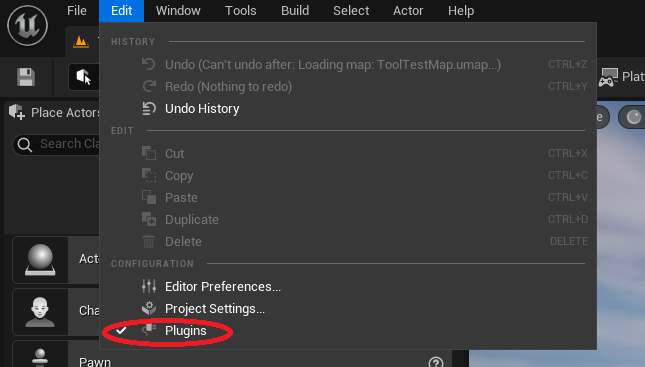 File Edit Window Tools Build Select Actor Help
HISTORY
Undo (Can't undo after: Loading map: ToolTestMap.umap...) CTRL+Z
Redo (Nothing to redo) CTRL+Y
Undo History
EDIT
Cut CTRL+X
Copy CTRL+C
Paste CTRL+V
Duplicate CTRL+D
Delete DELETE
CONFIGURATION
Editor Preferences...
Project Settings...
Plugins
Place Actors
Search Cla
Acto
Cha
Pawn
Plat